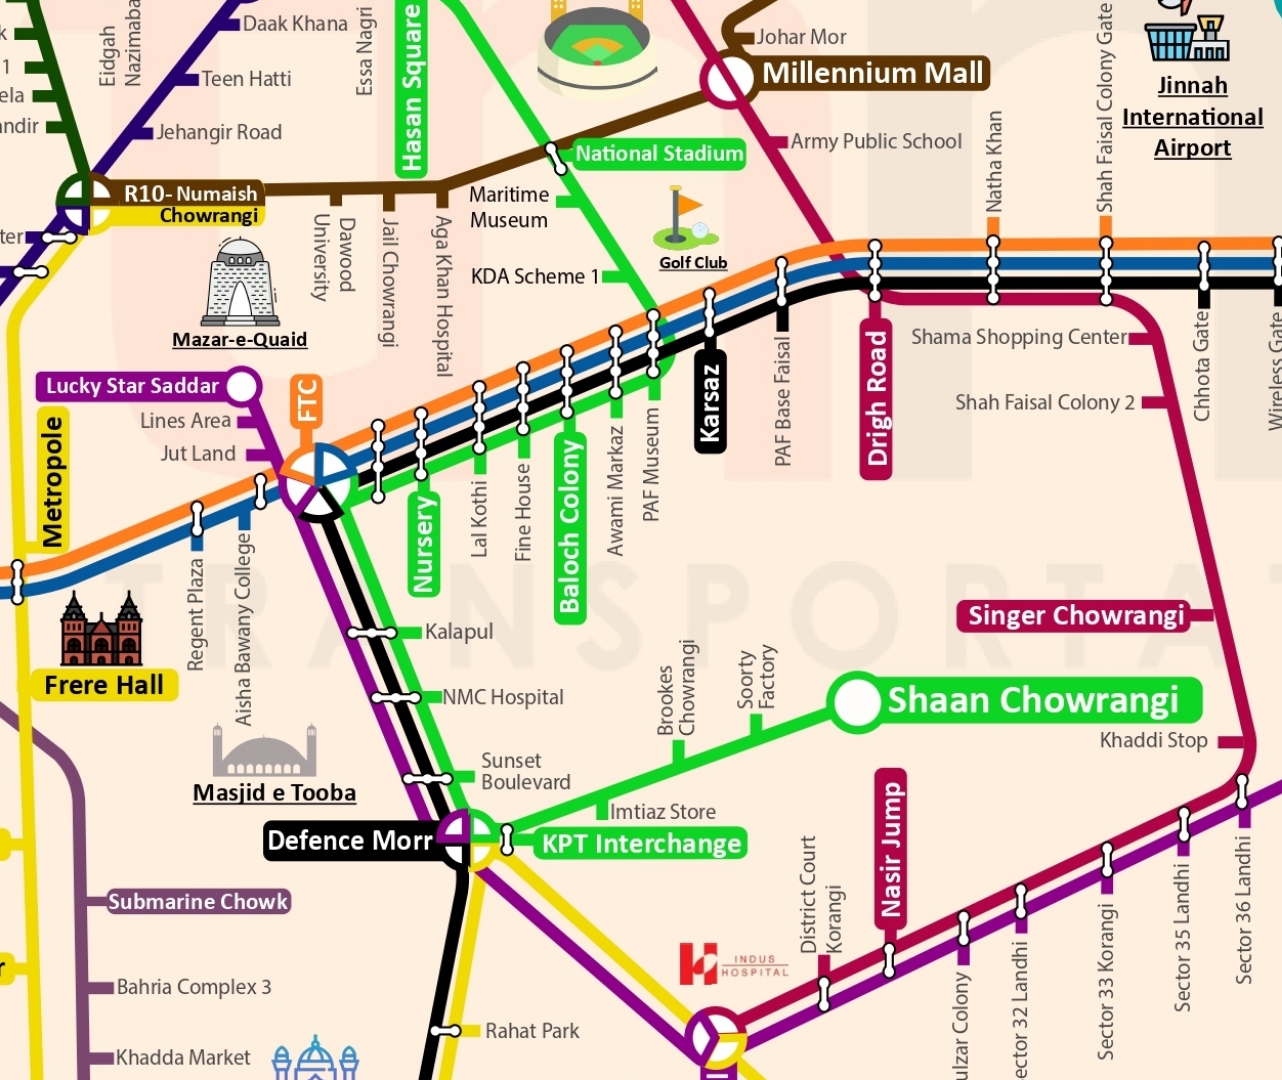 Daak Khana
Teen Hatti
Jehangir Road
Eidgah
Nazimaba
Essa Nagri
Hasan Square
Johar Mor
Millennium Mall
Army Public School
Natha Khan
Shah Faisal Colony Gate
Jinnah
International
Airport
National Stadium
Maritime
Museum
KDA Scheme 1
Golf Club
R10- Numaish
Chowrangi
Dawood
University
Jail Chowrangi
Aga Khan Hospital
Mazar-e-Quaid
Lucky Star Saddar
Lines Area
Jut Land
FTC
Metropole
Frere Hall
Regent Plaza
Aisha Bawany College
Masjid e Tooba
Nursery
Lal Kothi
Fine House
Baloch Colony
Awami Markaz
PAF Museum
Karsaz
PAF Base Faisal
Drigh Road
Shama Shopping Center
Shah Faisal Colony 2
Chhota Gate
Wireless Gate
TRANSPORTAT
Singer Chowrangi
Khaddi Stop
Kalapul
NMC Hospital
Sunset
Boulevard
Brookes
Chowrangi
Soorty
Factory
Shaan Chowrangi
Imtiaz Store
Defence Morr
KPT Interchange
Submarine Chowk
Bahria Complex 3
Khadda Market
Rahat Park
INDUS
HOSPITAL
District Court
Korangi
Nasir Jump
ulzar Colony
ector 32 Landhi
Sector 33 Korangi
Sector 35 Landhi
Sector 36 Landhi